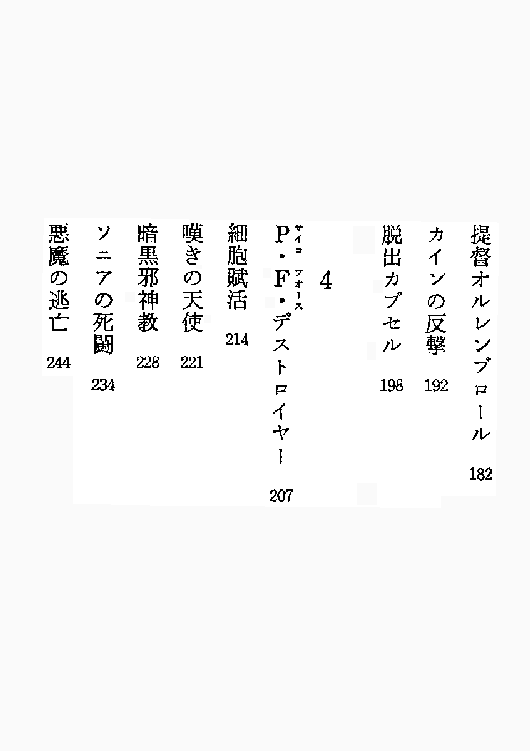 提督オルレンブロール 182
カインの反撃 192
脱出カプセル 198
4
P・F・デストロイヤー 207
サイコ フォース
細胞賦活 214
嘆きの天使 221
暗黒邪神教 228
ソニアの死闘 234
悪魔の逃亡 244